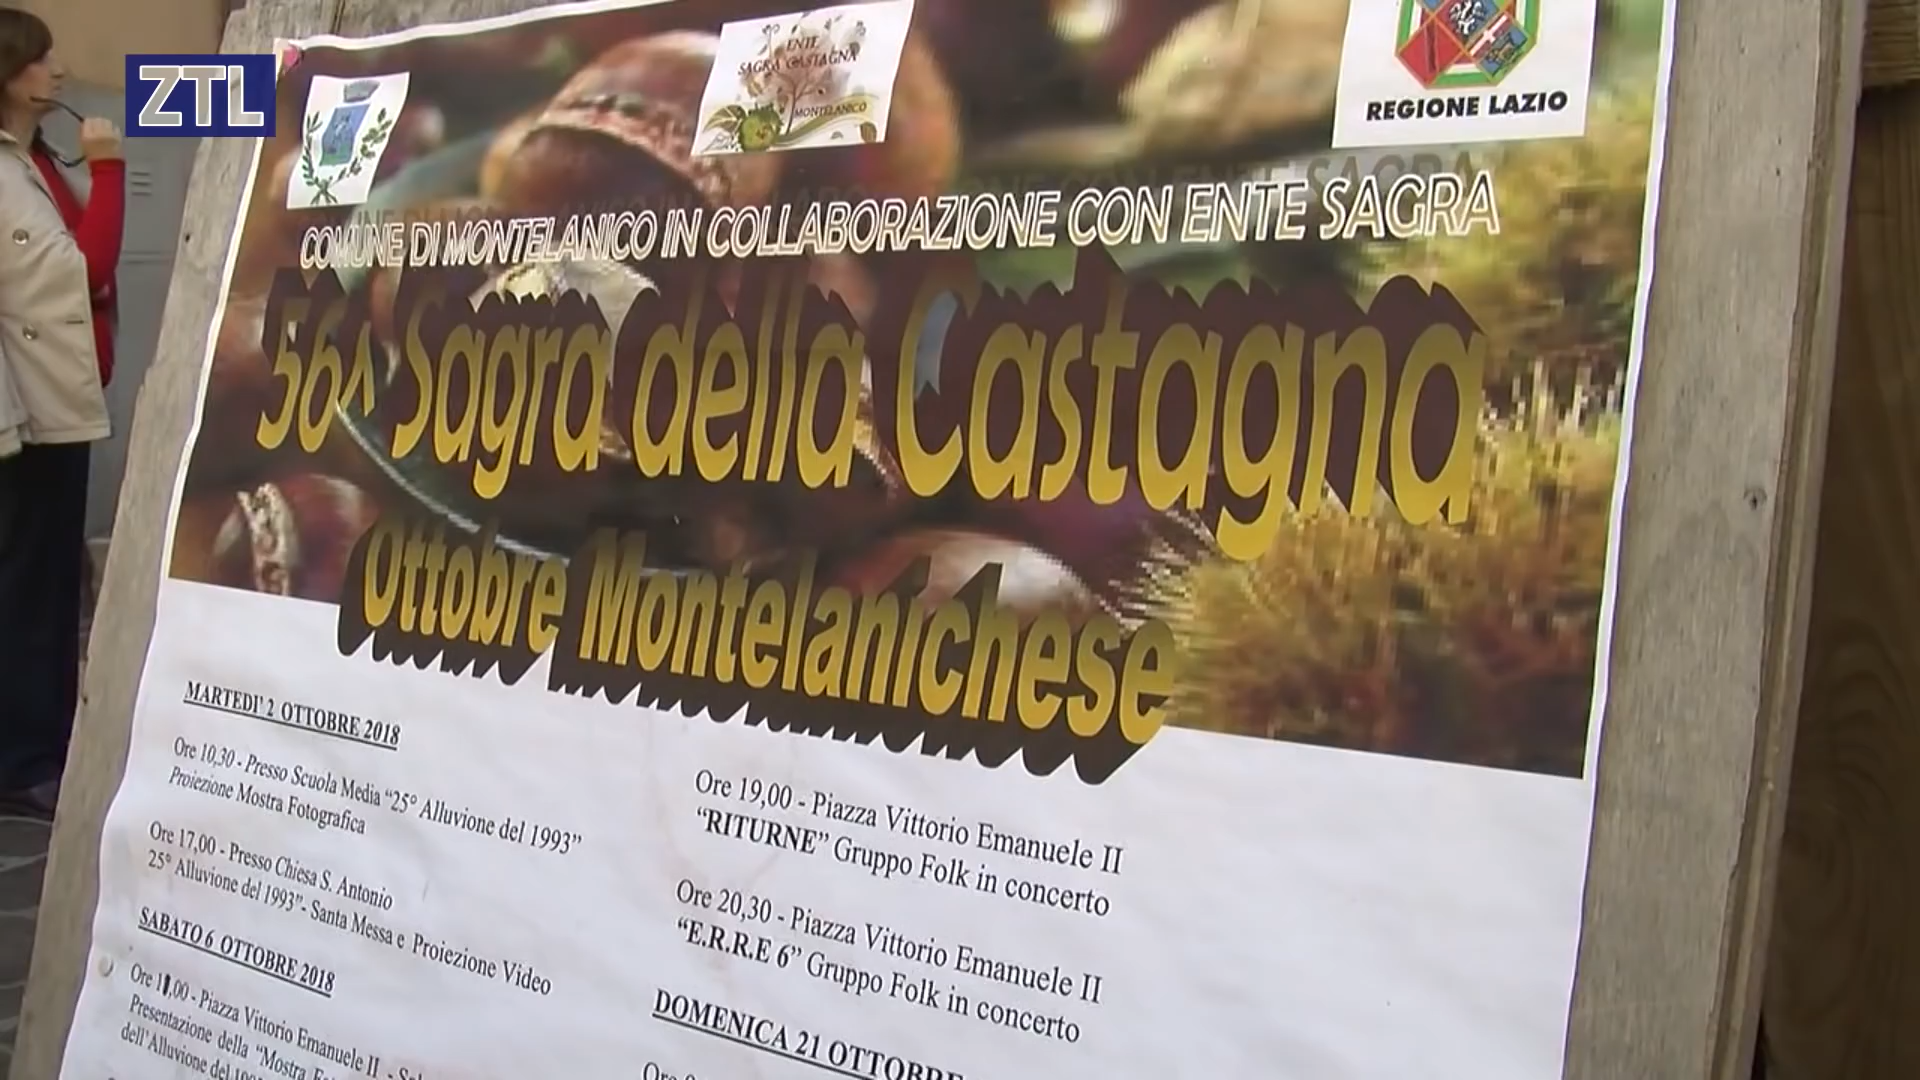 ZTL
ENTE
SAGRA CASTAGNA
MONTELANICO
REGIONE LAZIO
COMUNE DI MONTELANICO IN COLLABORAZIONE CON ENTE SAGRA
56^ Sagra della Castagna
Ottobre Montelanichese
MARTEDI' 2 OTTOBRE 2018
Ore 10,30 - Presso Scuola Media “25° Alluvione del 1993”
Proiezione Mostra Fotografica
Ore 17,00 - Presso Chiesa S. Antonio
25° Alluvione del 1993”- Santa Messa e Proiezione Video
SABATO 6 OTTOBRE 2018
Ore ,00 - Piazza Vittorio Emanuele II -
Presentazione della “Mostra
dell'Alluvione del
Ore 19,00 - Piazza Vittorio Emanuele II
“RITURNE” Gruppo Folk in concerto
Ore 20,30 - Piazza Vittorio Emanuele II
“E.R.R.E 6” Gruppo Folk in concerto
DOMENICA 21 OTTOBRE
Ore